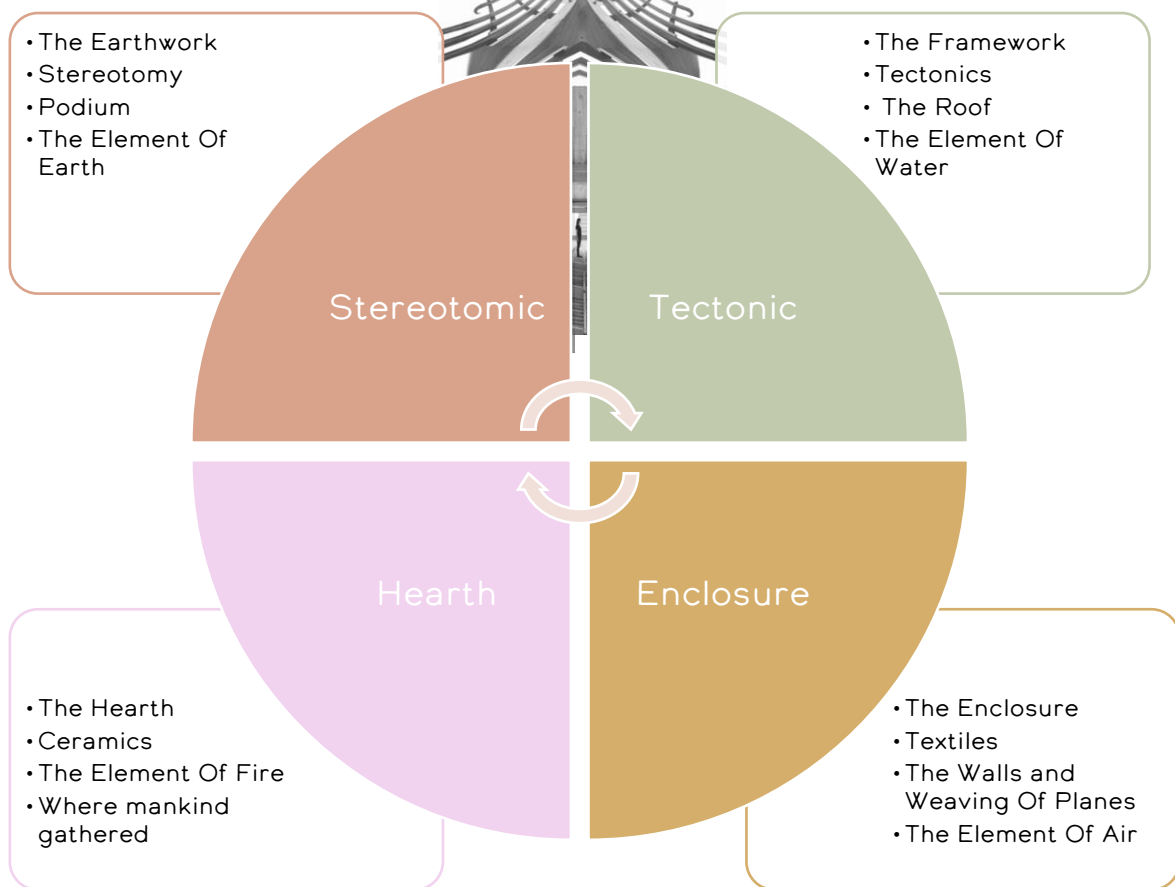 • The Earthwork
• Stereotomy
• Podium
• The Element Of
Earth
• The Framework
• Tectonics
• The Roof
• The Element Of
Water
Stereotomic
Tectonic
Hearth
Enclosure
• The Hearth
• Ceramics
• The Element Of Fire
• Where mankind
gathered
• The Enclosure
• Textiles
• The Walls and
Weaving Of Planes
• The Element Of Air